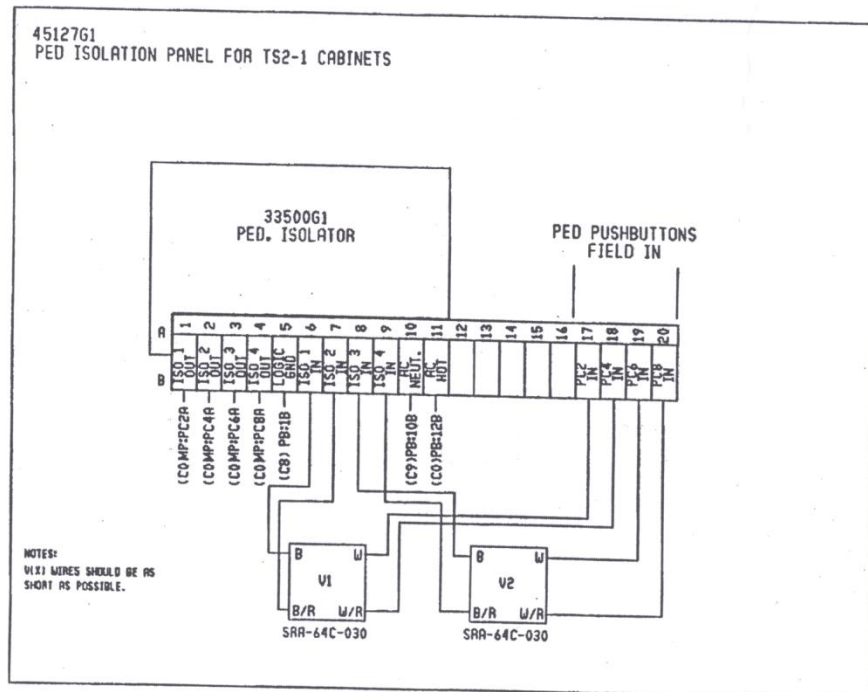 45127G1
PED ISOLATION PANEL FOR TS2-1 CABINETS
33500G1
PED. ISOLATOR
PED PUSHBUTTONS
FIELD IN
A
1
2
3
4
5
6
7
8
9
10
11
12
13
14
15
16
17
18
19
20
B
ISO 1
OUT
ISO 2
OUT
ISO 3
OUT
ISO 4
OUT
LOGIC
GND
ISO 1
IN
ISO 2
IN
ISO 3
IN
ISO 4
IN
AC
NEUT.
AC
HOT
PC2
IN
PC4
IN
PC6
IN
PC8
IN
(COMP:PC2A
(COMP:PC4A
(COMP:PC6A
(COMP:PC8A
(C8) PB:1B
(C9)PB:10B
(C0)PB:12B
NOTES:
V(X) WIRES SHOULD BE AS
SHORT AS POSSIBLE.
B W
V1
B/R W/R
SRA-64C-030
B W
V2
B/R W/R
SRA-64C-030